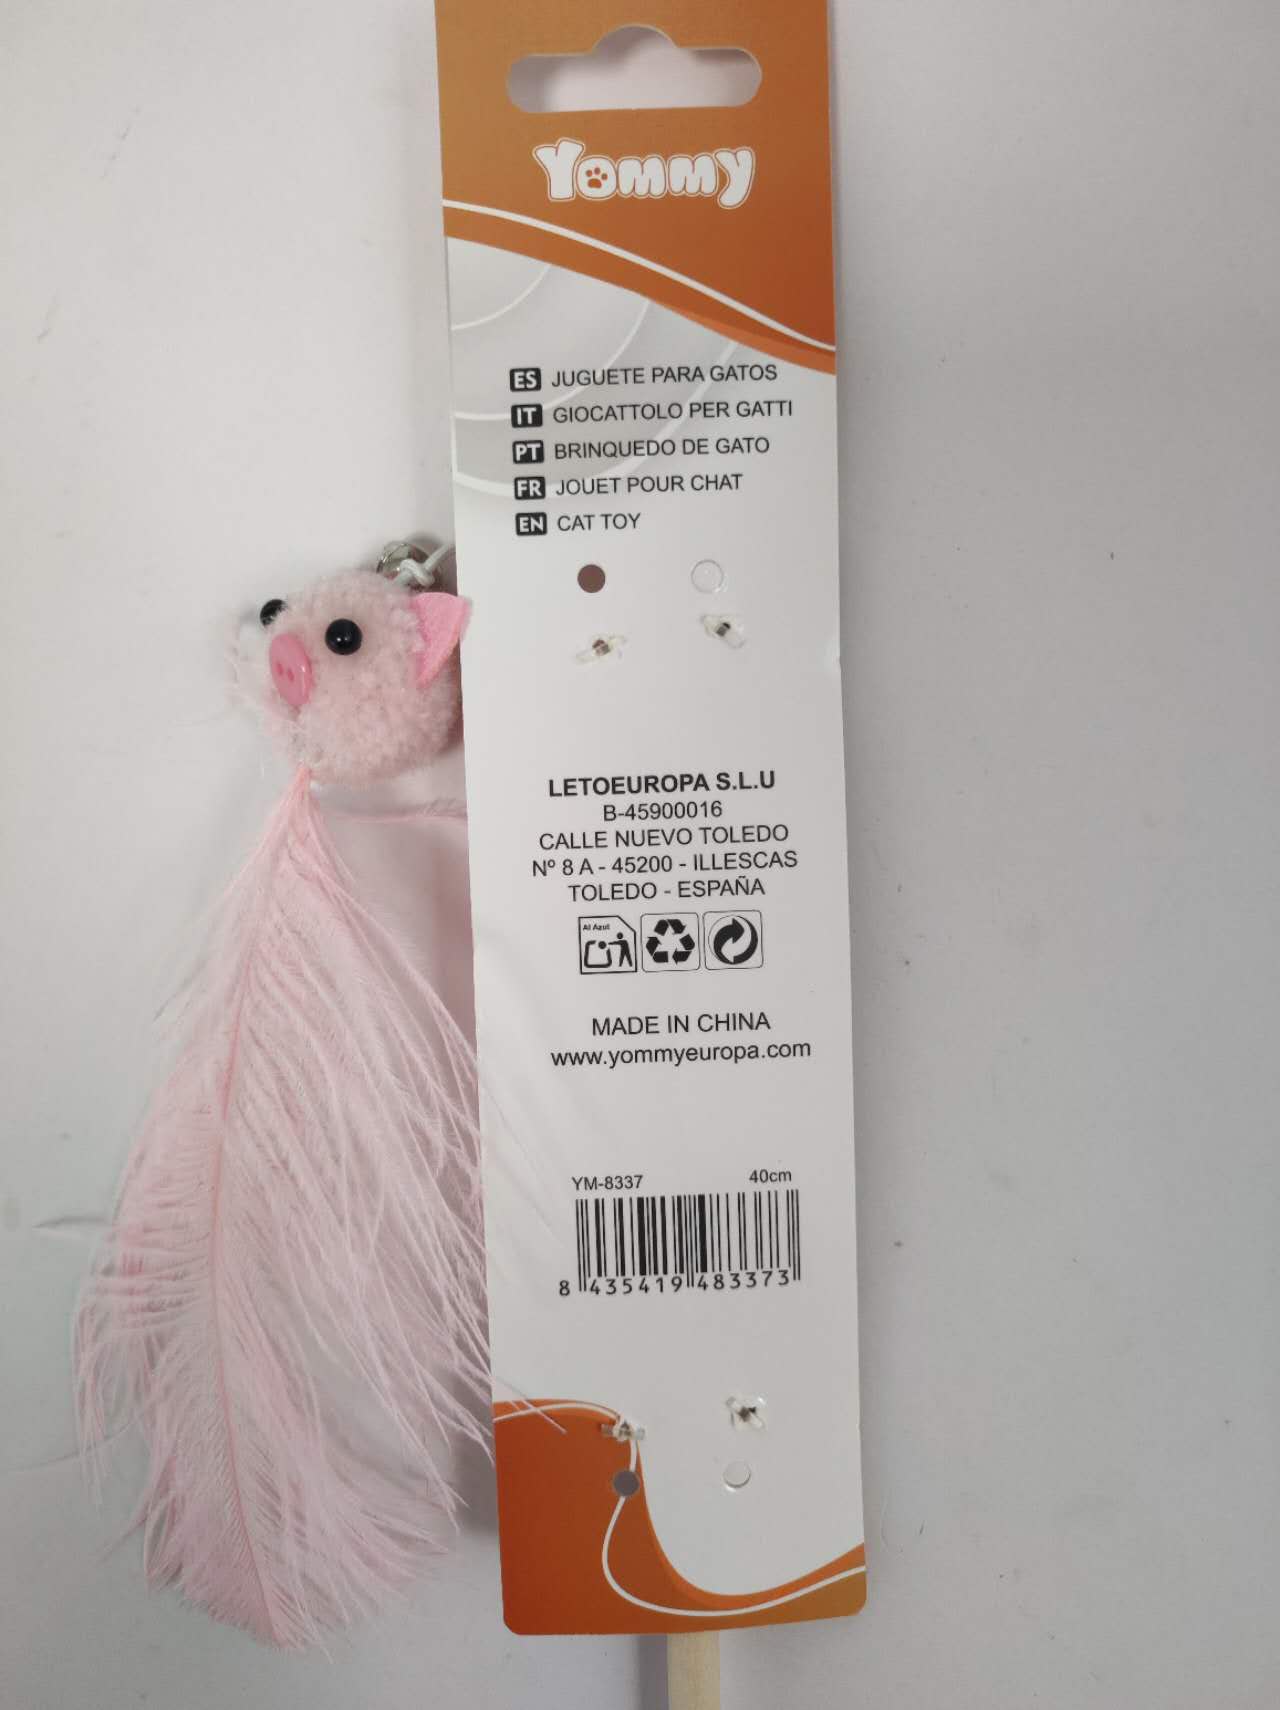 Yommy
ES JUGUETE PARA GATOS
IT GIOCATTOLO PER GATTI
PT BRINQUEDO DE GATO
FR JOUET POUR CHAT
EN CAT TOY
LETOEUROPA S.L.U
B-45900016
CALLE NUEVO TOLEDO
Nº 8 A - 45200 - ILLESCAS
TOLEDO - ESPAÑA
Al Azul
MADE IN CHINA
www.yommyeuropa.com
YM-8337 40cm
8 435419 483373